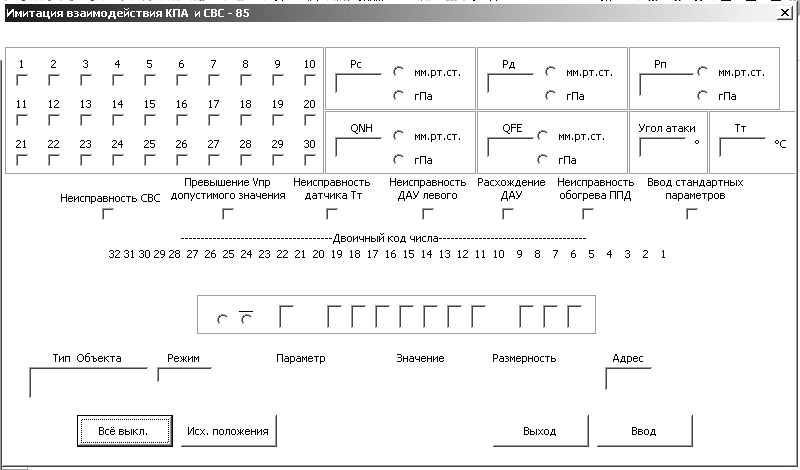 Имитация взаимодействия КПА и СВС - 85
1 2 3 4 5 6 7 8 9 10
11 12 13 14 15 16 17 18 19 20
21 22 23 24 25 26 27 28 29 30
Рс мм.рт.ст.
гПа
Рд мм.рт.ст.
гПа
Рп мм.рт.ст.
гПа
QNH мм.рт.ст.
гПа
QFE мм.рт.ст.
гПа
Угол атаки
°
Тт
°С
Неисправность СВС
Превышение Vпр
допустимого значения
Неисправность
датчика Тт
Неисправность
ДАУ левого
Расхождение
ДАУ
Неисправность
обогрева ППД
Ввод стандартных
параметров
--------------------------------------Двоичный код числа-------------------------------------
32 31 30 29 28 27 26 25 24 23 22 21 20 19 18 17 16 15 14 13 12 11 10 9 8 7 6 5 4 3 2 1
Тип Объекта Режим Параметр Значение Размерность Адрес
Всё выкл. Исх. положения Выход Ввод